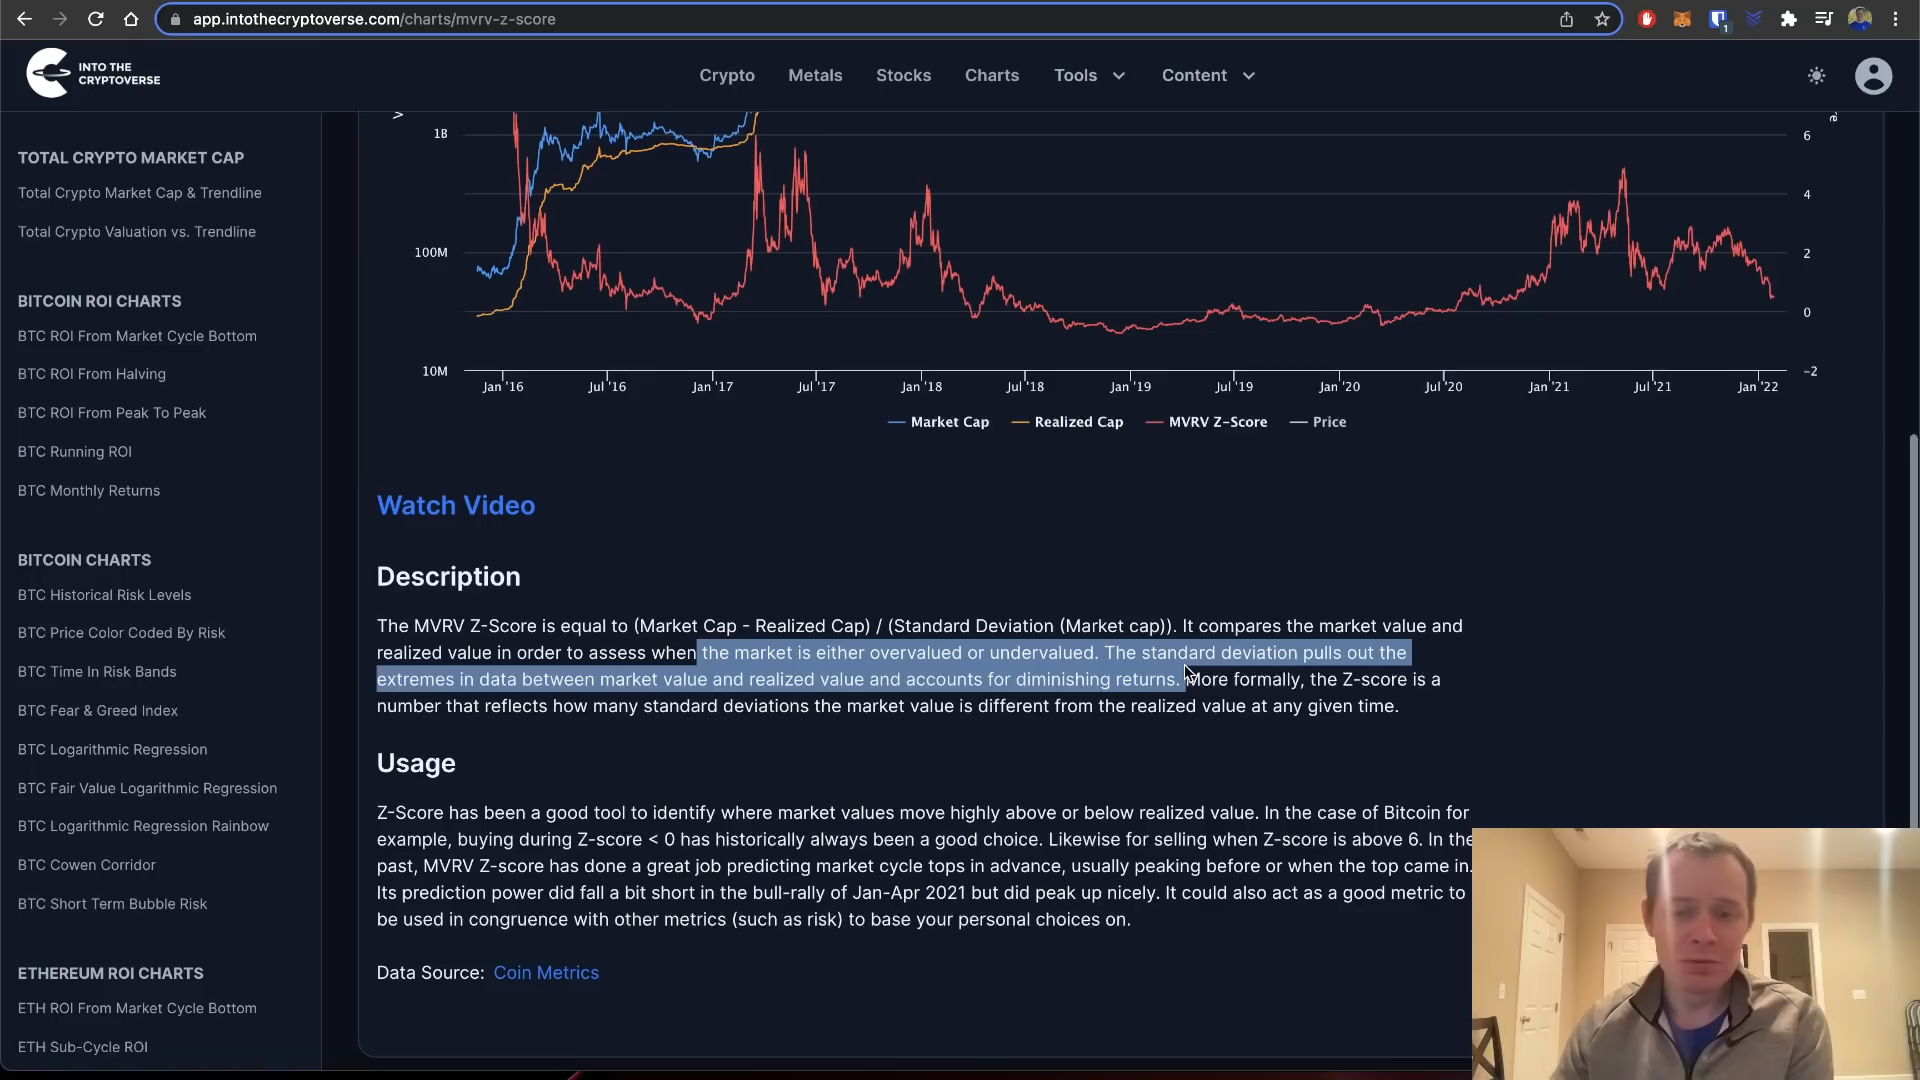 app.intothecryptoverse.com/charts/mvrv-z-score
1
INTO THE
CRYPTOVERSE
Crypto
Metals
Stocks
Charts
Tools
Content
TOTAL CRYPTO MARKET CAP
Total Crypto Market Cap & Trendline
Total Crypto Valuation vs. Trendline
BITCOIN ROI CHARTS
BTC ROI From Market Cycle Bottom
BTC ROI From Halving
BTC ROI From Peak To Peak
BTC Running ROI
BTC Monthly Returns
BITCOIN CHARTS
BTC Historical Risk Levels
BTC Price Color Coded By Risk
BTC Time In Risk Bands
BTC Fear & Greed Index
BTC Logarithmic Regression
BTC Fair Value Logarithmic Regression
BTC Logarithmic Regression Rainbow
BTC Cowen Corridor
BTC Short Term Bubble Risk
ETHEREUM ROI CHARTS
ETH ROI From Market Cycle Bottom
ETH Sub-Cycle ROI
1B
100M
10M
6
4
2
0
-2
Jan '16
Jul '16
Jan '17
Jul '17
Jan '18
Jul '18
Jan '19
Jul '19
Jan '20
Jul '20
Jan '21
Jul '21
Jan '22
Market Cap
Realized Cap
MVRV Z-Score
Price
Watch Video
Description
The MVRV Z-Score is equal to (Market Cap - Realized Cap) / (Standard Deviation (Market cap)). It compares the market value and
realized value in order to assess when the market is either overvalued or undervalued. The standard deviation pulls out the
extremes in data between market value and realized value and accounts for diminishing returns. More formally, the Z-score is a
number that reflects how many standard deviations the market value is different from the realized value at any given time.
Usage
Z-Score has been a good tool to identify where market values move highly above or below realized value. In the case of Bitcoin for
example, buying during Z-score < 0 has historically always been a good choice. Likewise for selling when Z-score is above 6. In the
past, MVRV Z-score has done a great job predicting market cycle tops in advance, usually peaking before or when the top came in.
Its prediction power did fall a bit short in the bull-rally of Jan-Apr 2021 but did peak up nicely. It could also act as a good metric to
be used in congruence with other metrics (such as risk) to base your personal choices on.
Data Source: Coin Metrics